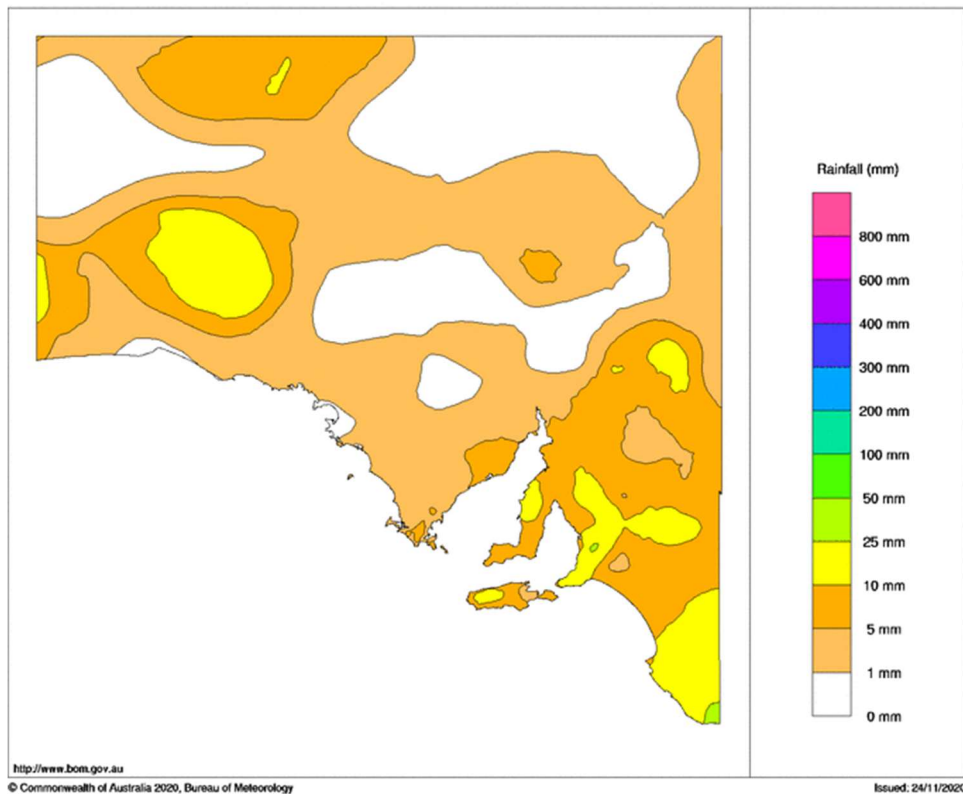 Rainfall (mm)
800 mm
600 mm
400 mm
300 mm
200 mm
100 mm
50 mm
25 mm
10 mm
5 mm
1 mm
0 mm
http://www.bom.gov.au
© Commonwealth of Australia 2020, Bureau of Meteorology
Issued: 24/11/2020